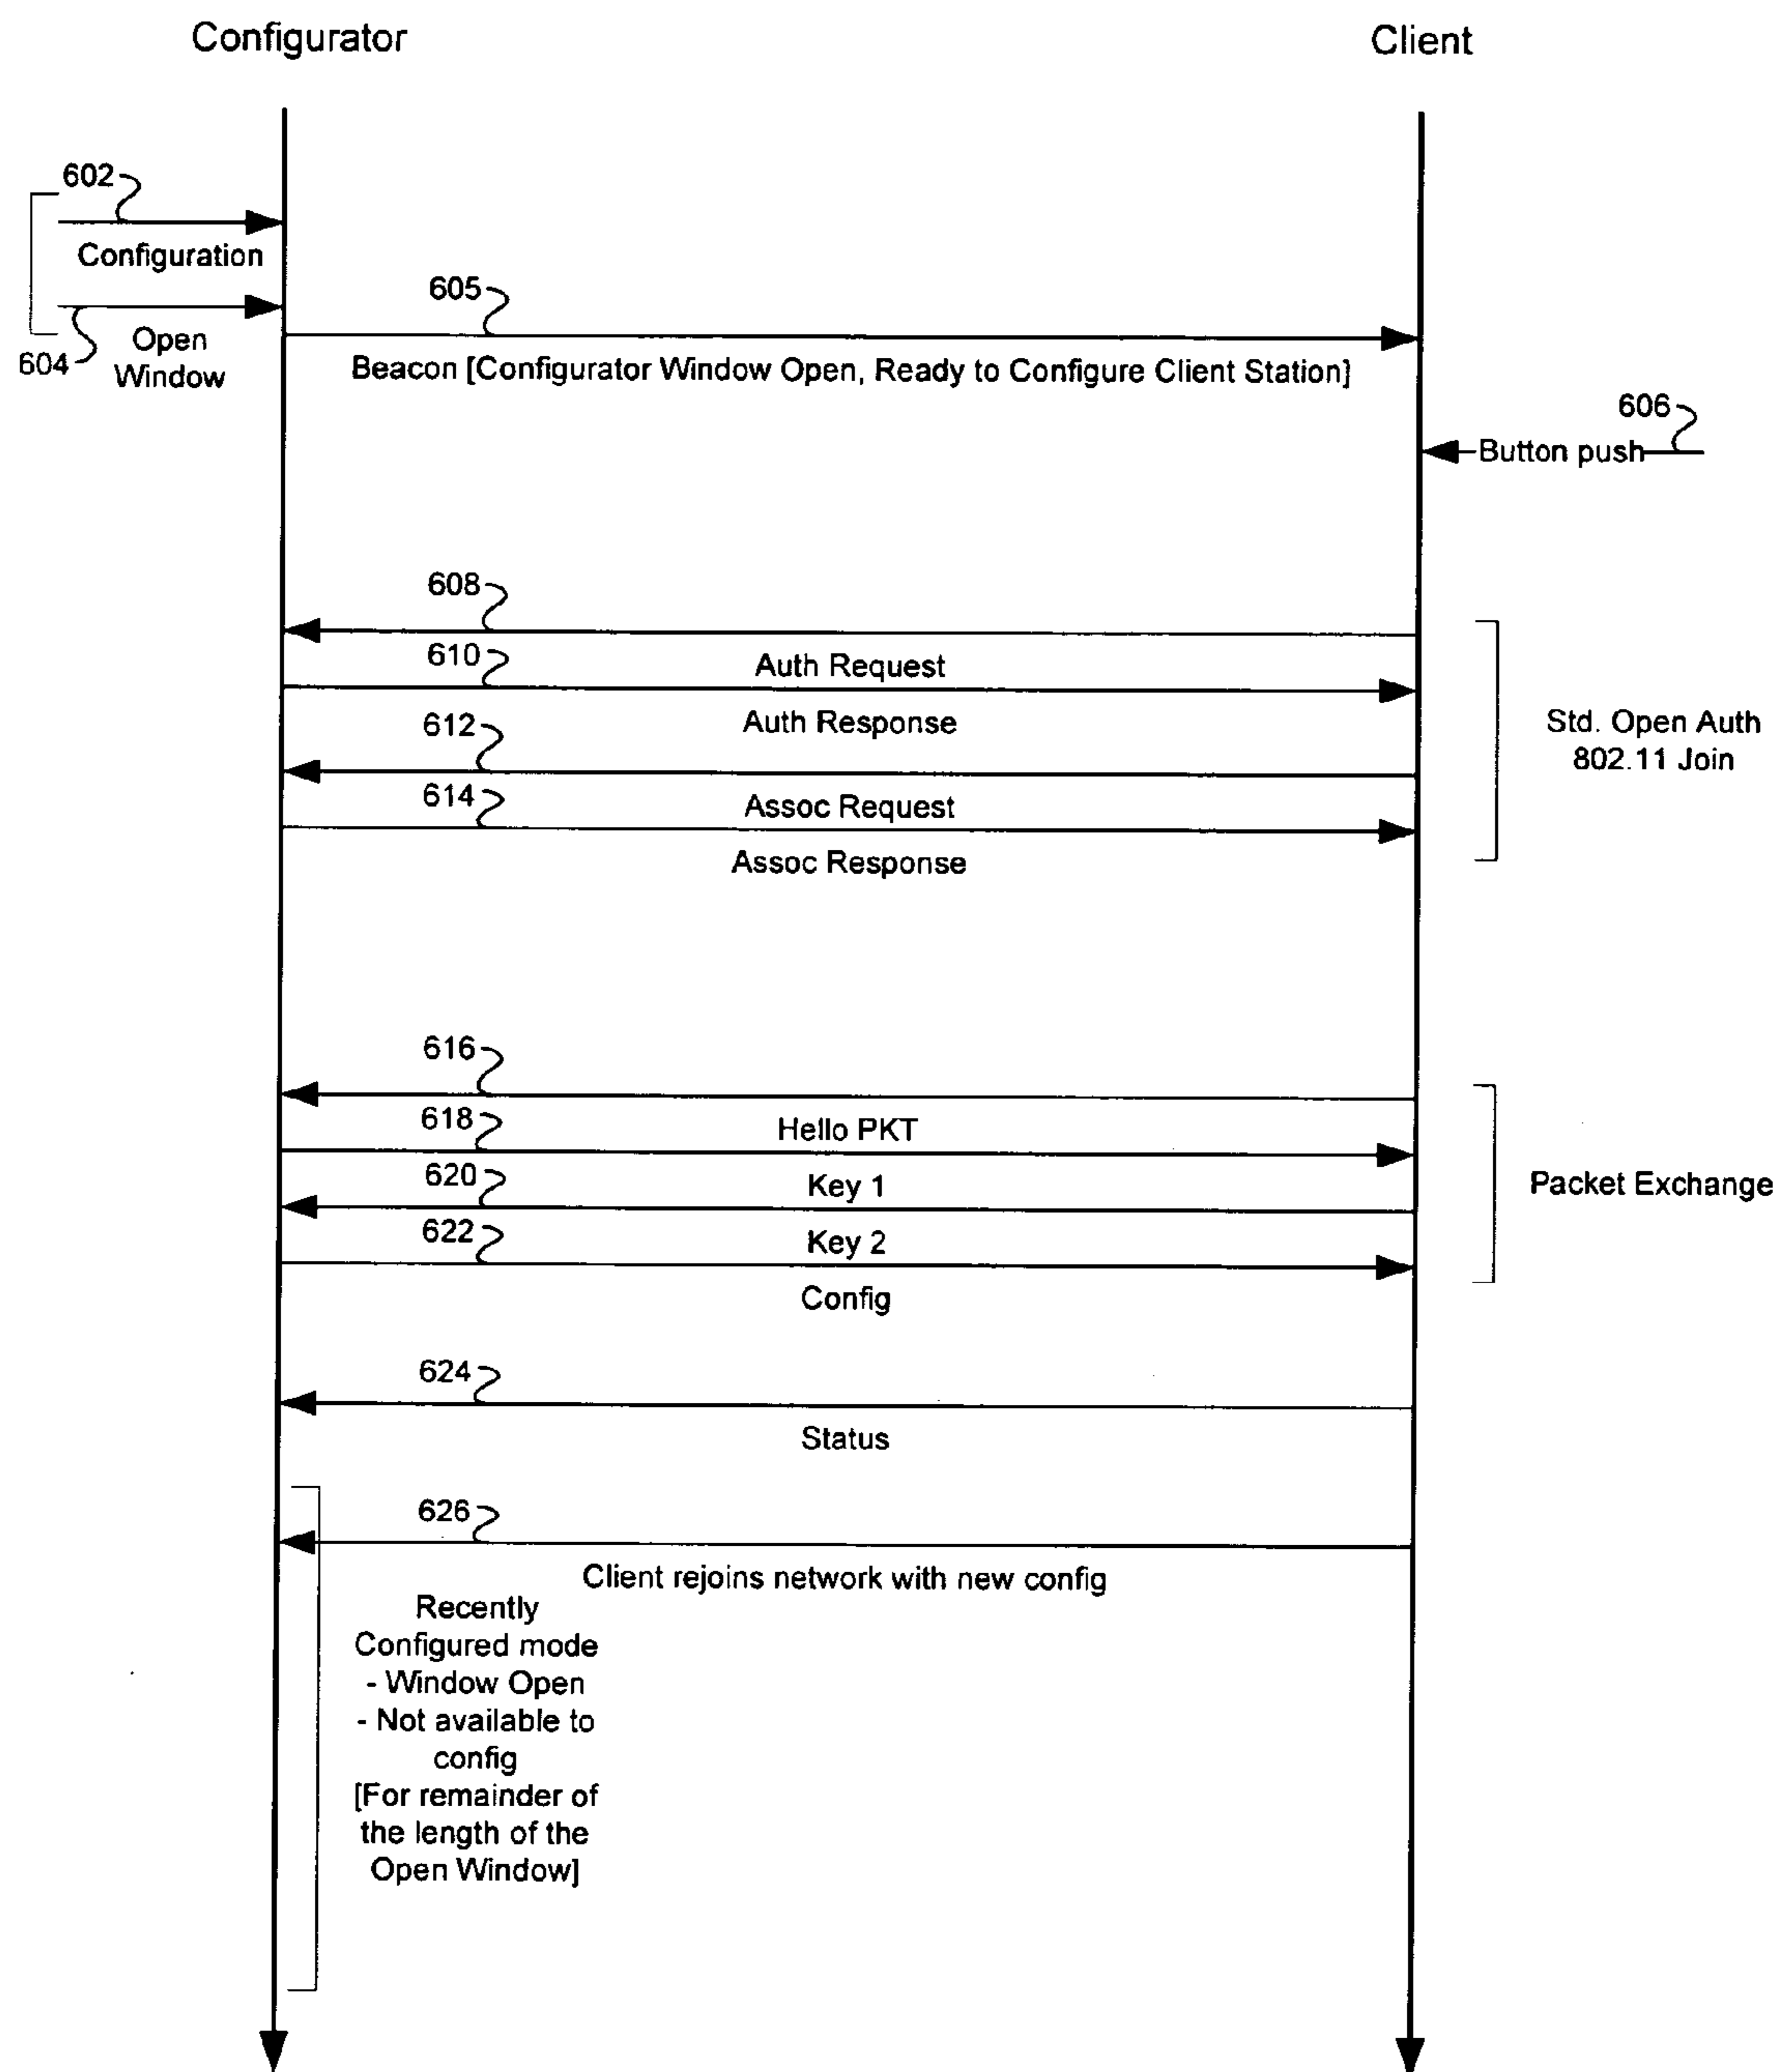 Configurator
Client
602
Configuration
604
Open
Window
605
Beacon [Configurator Window Open, Ready to Configure Client Station]
606
Button push
608
Auth Request
610
Auth Response
612
Assoc Request
614
Assoc Response
Std. Open Auth
802.11 Join
616
Hello PKT
618
Key 1
620
Key 2
622
Config
Packet Exchange
624
Status
626
Client rejoins network with new config
Recently
Configured mode
- Window Open
- Not available to
config
[For remainder of
the length of the
Open Window]